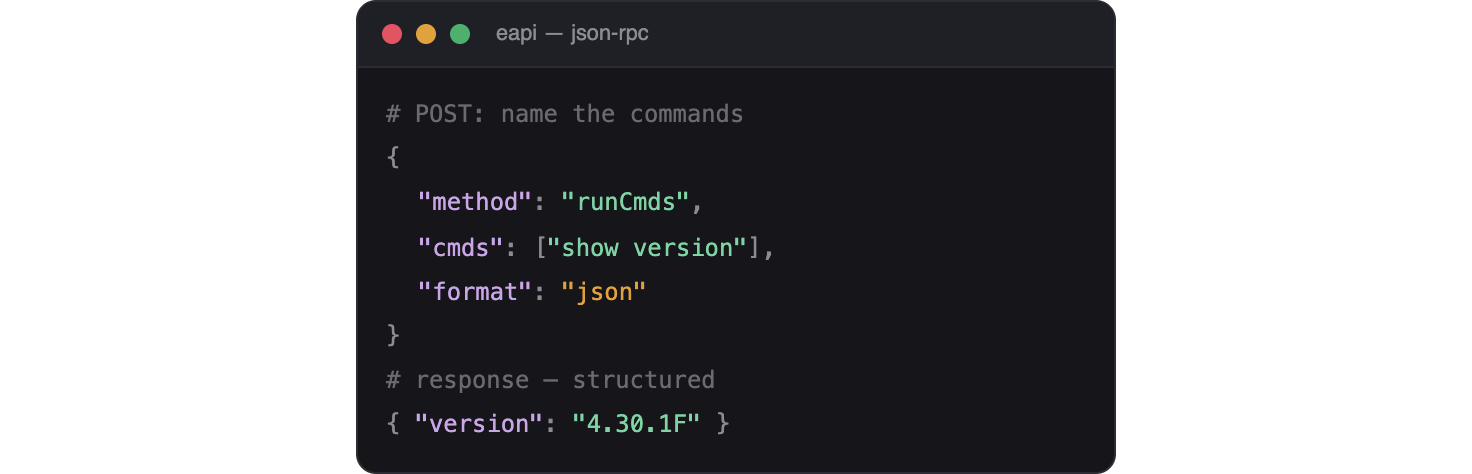 eapi — json-rpc
# POST: name the commands
{
"method": "runCmds",
"cmds": ["show version"],
"format": "json"
}
# response — structured
{ "version": "4.30.1F" }